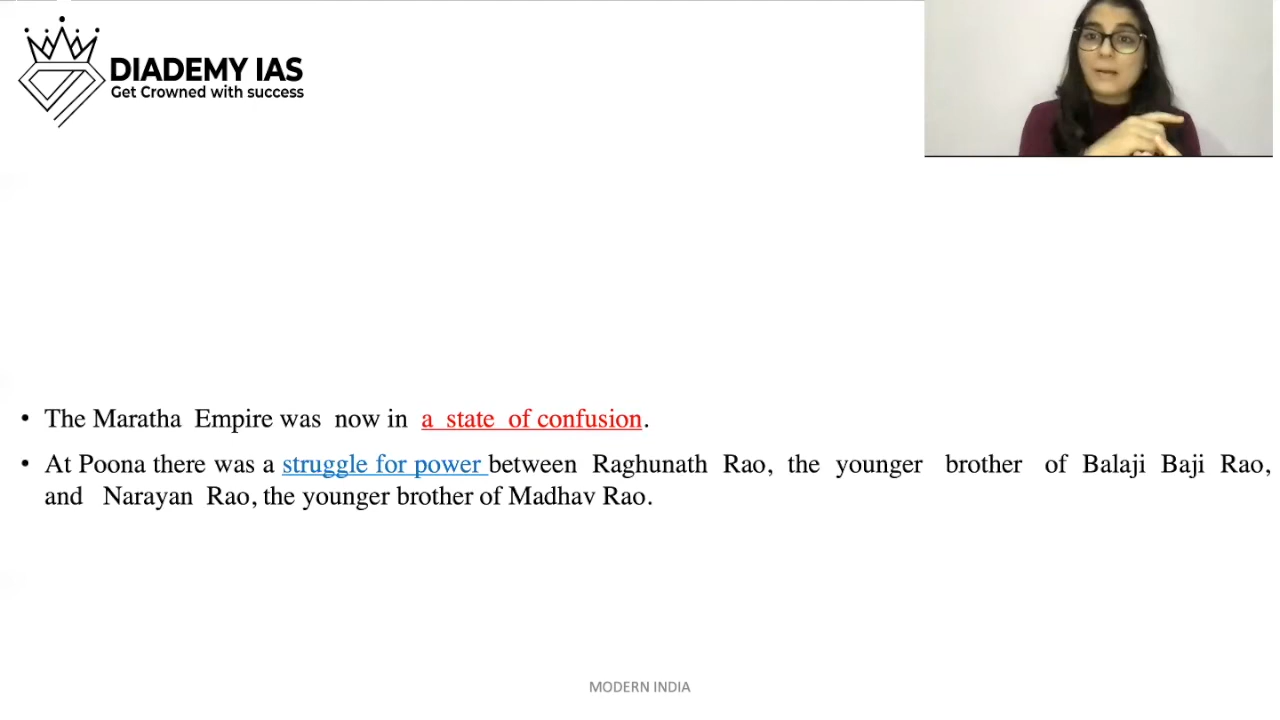 DIADEMY IAS
Get Crowned with success
• The Maratha Empire was now in a state of confusion.
• At Poona there was a struggle for power between Raghunath Rao, the younger brother of Balaji Baji Rao,
and Narayan Rao, the younger brother of Madhav Rao.
MODERN INDIA